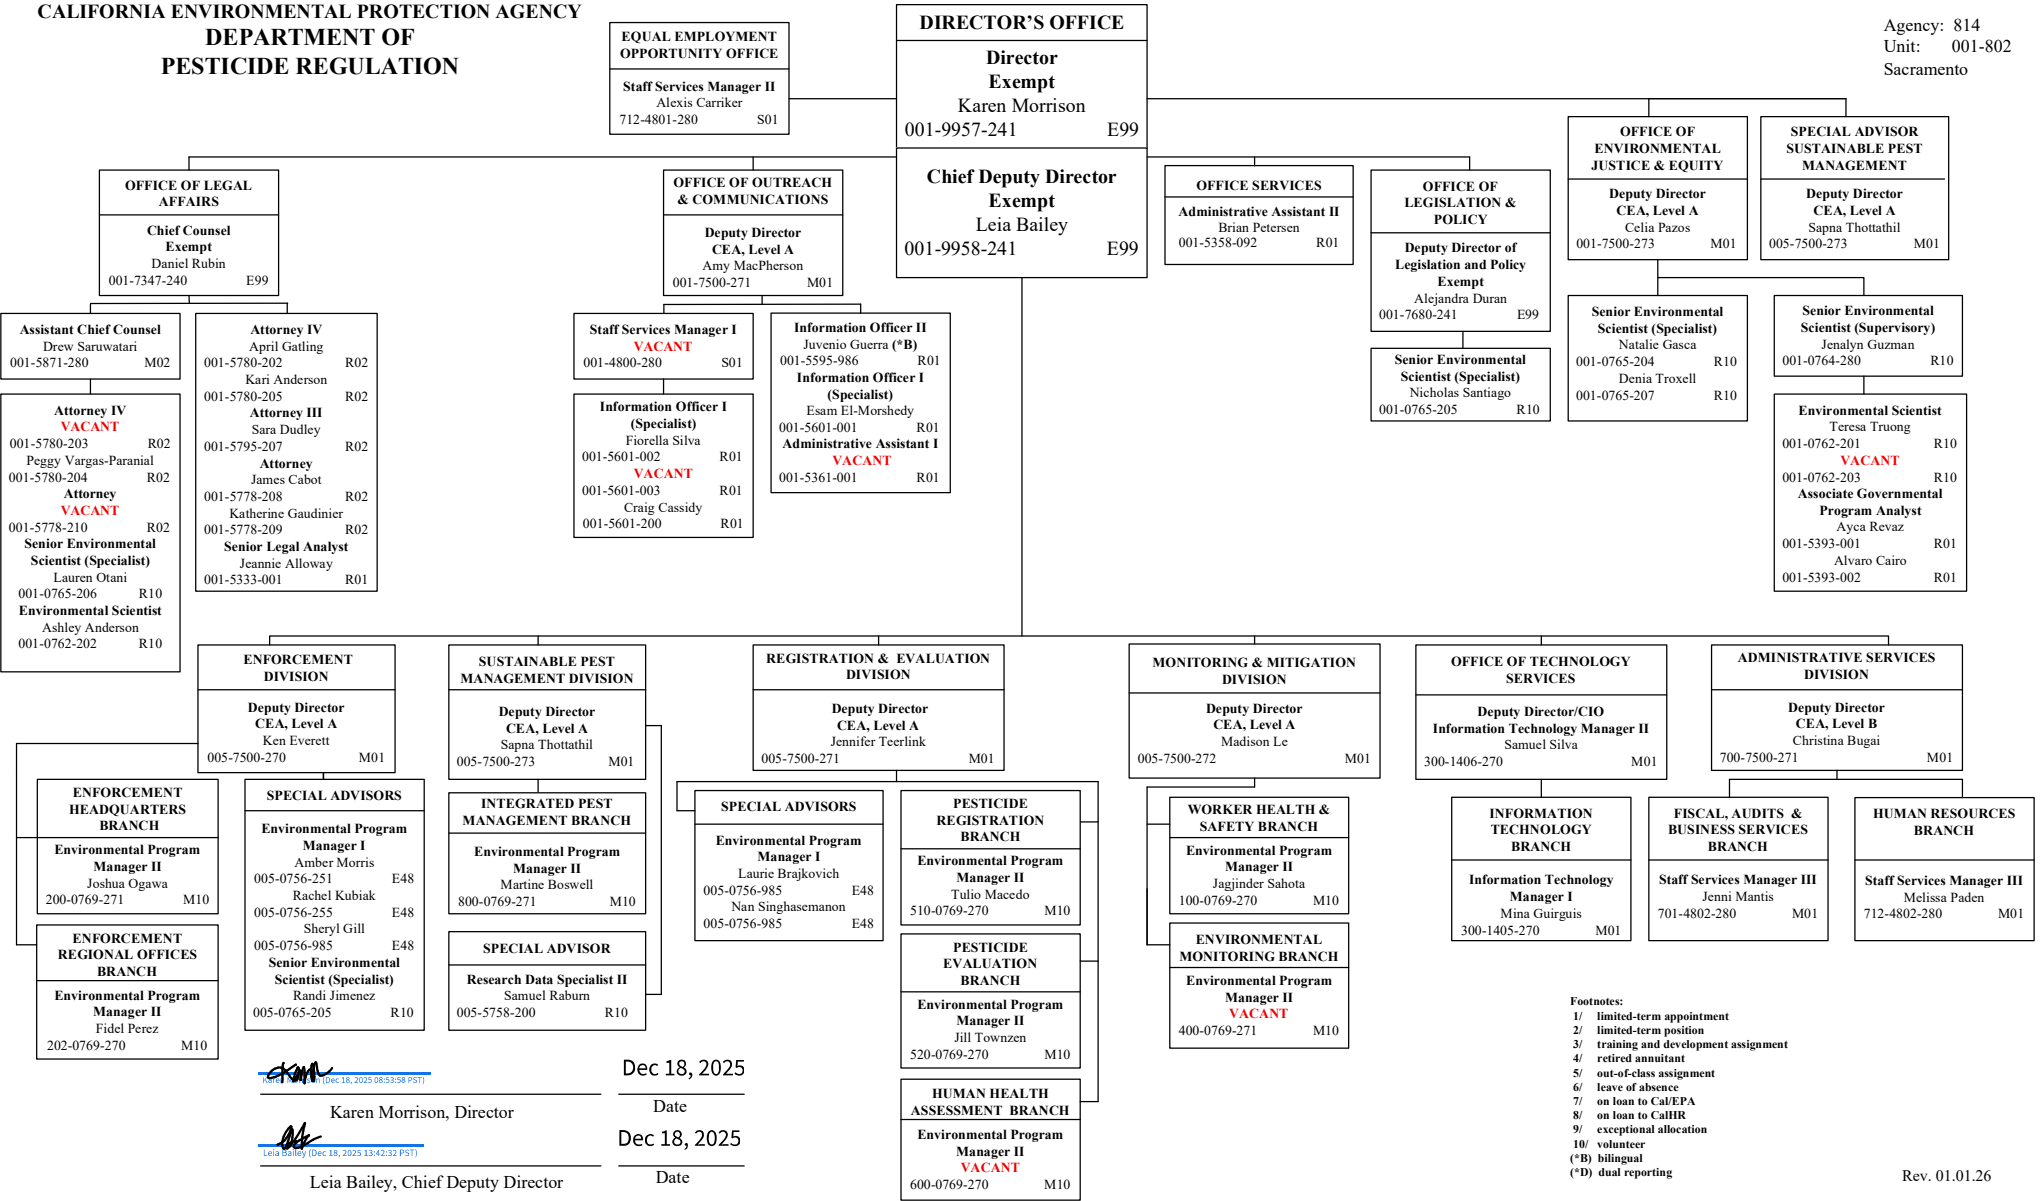 CALIFORNIA ENVIRONMENTAL PROTECTION AGENCY
DEPARTMENT OF
PESTICIDE REGULATION
Agency: 814
Unit: 001-802
Sacramento
EQUAL EMPLOYMENT
OPPORTUNITY OFFICE
Staff Services Manager II
Alexis Carriker
712-4801-280 S01
DIRECTOR'S OFFICE
Director
Exempt
Karen Morrison
001-9957-241 E99
Chief Deputy Director
Exempt
Leia Bailey
001-9958-241 E99
OFFICE OF
ENVIRONMENTAL
JUSTICE & EQUITY
Deputy Director
CEA, Level A
Celia Pazos
001-7500-273 M01
SPECIAL ADVISOR
SUSTAINABLE PEST
MANAGEMENT
Deputy Director
CEA, Level A
Sapna Thottathil
005-7500-273 M01
OFFICE OF LEGAL
AFFAIRS
Chief Counsel
Exempt
Daniel Rubin
001-7347-240 E99
OFFICE OF OUTREACH
& COMMUNICATIONS
Deputy Director
CEA, Level A
Amy MacPherson
001-7500-271 M01
OFFICE SERVICES
Administrative Assistant II
Brian Petersen
001-5358-092 R01
OFFICE OF
LEGISLATION &
POLICY
Deputy Director of
Legislation and Policy
Exempt
Alejandra Duran
001-7680-241 E99
Assistant Chief Counsel
Drew Saruwatari
001-5871-280 M02
Attorney IV
VACANT
001-5780-203 R02
Peggy Vargas-Paranial
001-5780-204 R02
Attorney
VACANT
001-5778-210 R02
Senior Environmental
Scientist (Specialist)
Lauren Otani
001-0765-206 R10
Environmental Scientist
Ashley Anderson
001-0762-202 R10
Attorney IV
April Gatling
001-5780-202 R02
Kari Anderson
001-5780-205 R02
Attorney III
Sara Dudley
001-5795-207 R02
Attorney
James Cabot
001-5778-208 R02
Katherine Gaudinier
001-5778-209 R02
Senior Legal Analyst
Jeannie Alloway
001-5333-001 R01
Staff Services Manager I
VACANT
001-4800-280 S01
Information Officer I
(Specialist)
Fiorella Silva
001-5601-002 R01
VACANT
001-5601-003 R01
Craig Cassidy
001-5601-200 R01
Information Officer II
Juvenio Guerra (*B)
001-5595-986 R01
Information Officer I
(Specialist)
Esam El-Morshedy
001-5601-001 R01
Administrative Assistant I
VACANT
001-5361-001 R01
Senior Environmental
Scientist (Specialist)
Nicholas Santiago
001-0765-205 R10
Senior Environmental
Scientist (Specialist)
Natalie Gasca
001-0765-204 R10
Denia Troxell
001-0765-207 R10
Senior Environmental
Scientist (Supervisory)
Jenalyn Guzman
001-0764-280 R10
Environmental Scientist
Teresa Truong
001-0762-201 R10
VACANT
001-0762-203 R10
Associate Governmental
Program Analyst
Ayca Revaz
001-5393-001 R01
Alvaro Cairo
001-5393-002 R01
ENFORCEMENT
DIVISION
Deputy Director
CEA, Level A
Ken Everett
005-7500-270 M01
SUSTAINABLE PEST
MANAGEMENT DIVISION
Deputy Director
CEA, Level A
Sapna Thottathil
005-7500-273 M01
REGISTRATION & EVALUATION
DIVISION
Deputy Director
CEA, Level A
Jennifer Teerlink
005-7500-271 M01
MONITORING & MITIGATION
DIVISION
Deputy Director
CEA, Level A
Madison Le
005-7500-272 M01
OFFICE OF TECHNOLOGY
SERVICES
Deputy Director/CIO
Information Technology Manager II
Samuel Silva
300-1406-270 M01
ADMINISTRATIVE SERVICES
DIVISION
Deputy Director
CEA, Level B
Christina Bugai
700-7500-271 M01
ENFORCEMENT
HEADQUARTERS
BRANCH
Environmental Program
Manager II
Joshua Ogawa
200-0769-271 M10
ENFORCEMENT
REGIONAL OFFICES
BRANCH
Environmental Program
Manager II
Fidel Perez
202-0769-270 M10
SPECIAL ADVISORS
Environmental Program
Manager I
Amber Morris
005-0756-251 E48
Rachel Kubiak
005-0756-255 E48
Sheryl Gill
005-0756-985 E48
Senior Environmental
Scientist (Specialist)
Randi Jimenez
005-0765-205 R10
INTEGRATED PEST
MANAGEMENT BRANCH
Environmental Program
Manager II
Martine Boswell
800-0769-271 M10
SPECIAL ADVISOR
Research Data Specialist II
Samuel Raburn
005-5758-200 R10
SPECIAL ADVISORS
Environmental Program
Manager I
Laurie Brajkovich
005-0756-985 E48
Nan Singhasemanon
005-0756-985 E48
PESTICIDE
REGISTRATION
BRANCH
Environmental Program
Manager II
Tulio Macedo
510-0769-270 M10
PESTICIDE
EVALUATION
BRANCH
Environmental Program
Manager II
Jill Townzen
520-0769-270 M10
HUMAN HEALTH
ASSESSMENT BRANCH
Environmental Program
Manager II
VACANT
600-0769-270 M10
WORKER HEALTH &
SAFETY BRANCH
Environmental Program
Manager II
Jagjinder Sahota
100-0769-270 M10
ENVIRONMENTAL
MONITORING BRANCH
Environmental Program
Manager II
VACANT
400-0769-271 M10
INFORMATION
TECHNOLOGY
BRANCH
Information Technology
Manager I
Mina Guirguis
300-1405-270 M01
FISCAL, AUDITS &
BUSINESS SERVICES
BRANCH
Staff Services Manager III
Jenni Mantis
701-4802-280 M01
HUMAN RESOURCES
BRANCH
Staff Services Manager III
Melissa Paden
712-4802-280 M01
Karen Morrison (Dec 18, 2025 08:53:58 PST)
Dec 18, 2025
Karen Morrison, Director
Date
Leia Bailey (Dec 18, 2025 13:42:32 PST)
Dec 18, 2025
Leia Bailey, Chief Deputy Director
Date
Footnotes:
1/ limited-term appointment
2/ limited-term position
3/ training and development assignment
4/ retired annuitant
5/ out-of-class assignment
6/ leave of absence
7/ on loan to Cal/EPA
8/ on loan to CalHR
9/ exceptional allocation
10/ volunteer
(*B) bilingual
(*D) dual reporting
Rev. 01.01.26